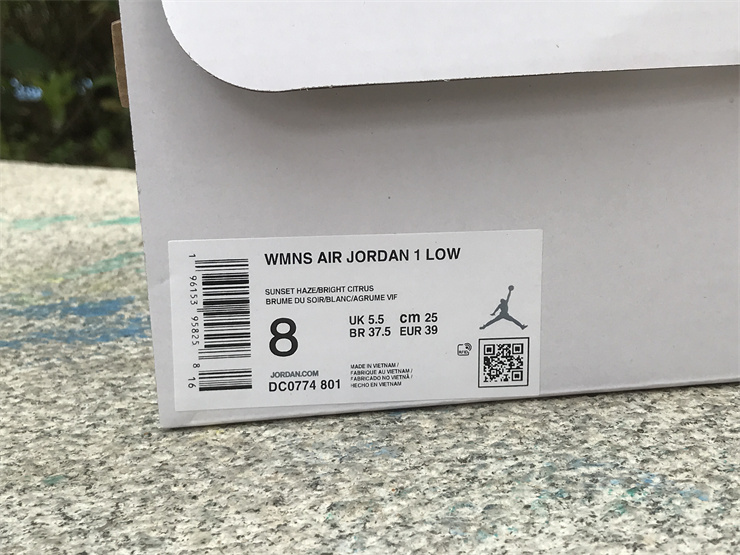 WMNS AIR JORDAN 1 LOW
SUNSET HAZE/BRIGHT CITRUS
BRUME DU SOIR/BLANC/AGRUME VIF
8
UK 5.5 cm 25
BR 37.5 EUR 39
JORDAN.COM
DC0774 801
MADE IN VIETNAM /
FABRIQUE AU VIETNAM /
FABRICADO NO VIETNÃ /
HECHO EN VIETNAM
1 96153 95825 8 16